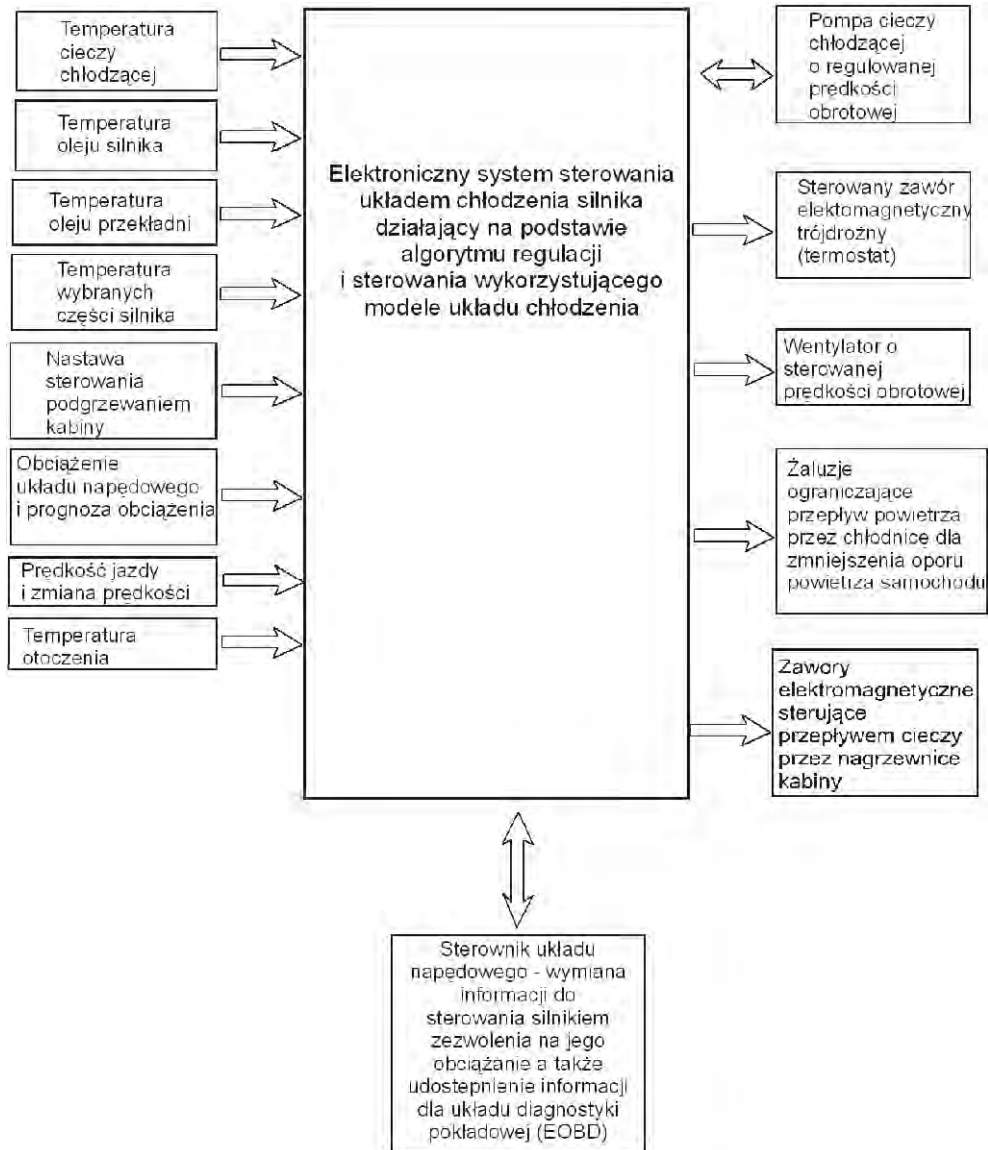 Temperatura
cieczy
chłodzącej
Temperatura
oleju silnika
Temperatura
oleju przekładni
Temperatura
wybranych
części silnika
Nastawa
sterowania
podgrzewaniem
kabiny
Obciążenie
układu napędowego
i prognoza obciążenia
Prędkość jazdy
i zmiana prędkości
Temperatura
otoczenia
Elektroniczny system sterowania
układem chłodzenia silnika
działający na podstawie
algorytmu regulacji
i sterowania wykorzystującego
modele układu chłodzenia
Pompa cieczy
chłodzącej
o regulowanej
prędkości
obrotowej
Sterowany zawór
elektomagnetyczny
trójdrożny
(termostat)
Wentylator o
sterowanej
prędkości obrotowej
Żaluzje
ograniczające
przepływ powietrza
przez chłodnice dla
zmniejszenia oporu
powietrza samochodu
Zawory
elektromagnetyczne
sterujące
przepływem cieczy
przez nagrzewnice
kabiny
Sterownik układu
napędowego - wymiana
informacji do
sterowania silnikiem
zezwolenia na jego
obciążanie a także
udostepnienie informacji
dla układu diagnostyki
pokładowej (EOBD)